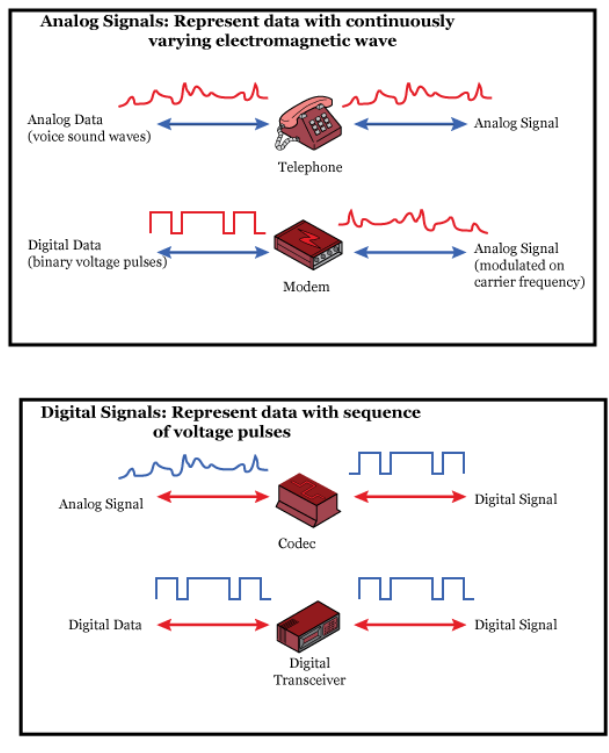 Analog Signals: Represent data with continuously
varying electromagnetic wave
Analog Data
(voice sound waves)
Analog Signal
Telephone
Digital Data
(binary voltage pulses)
Analog Signal
(modulated on
carrier frequency)
Modem
Digital Signals: Represent data with sequence
of voltage pulses
Analog Signal
Digital Signal
Codec
Digital Data
Digital Signal
Digital
Transceiver